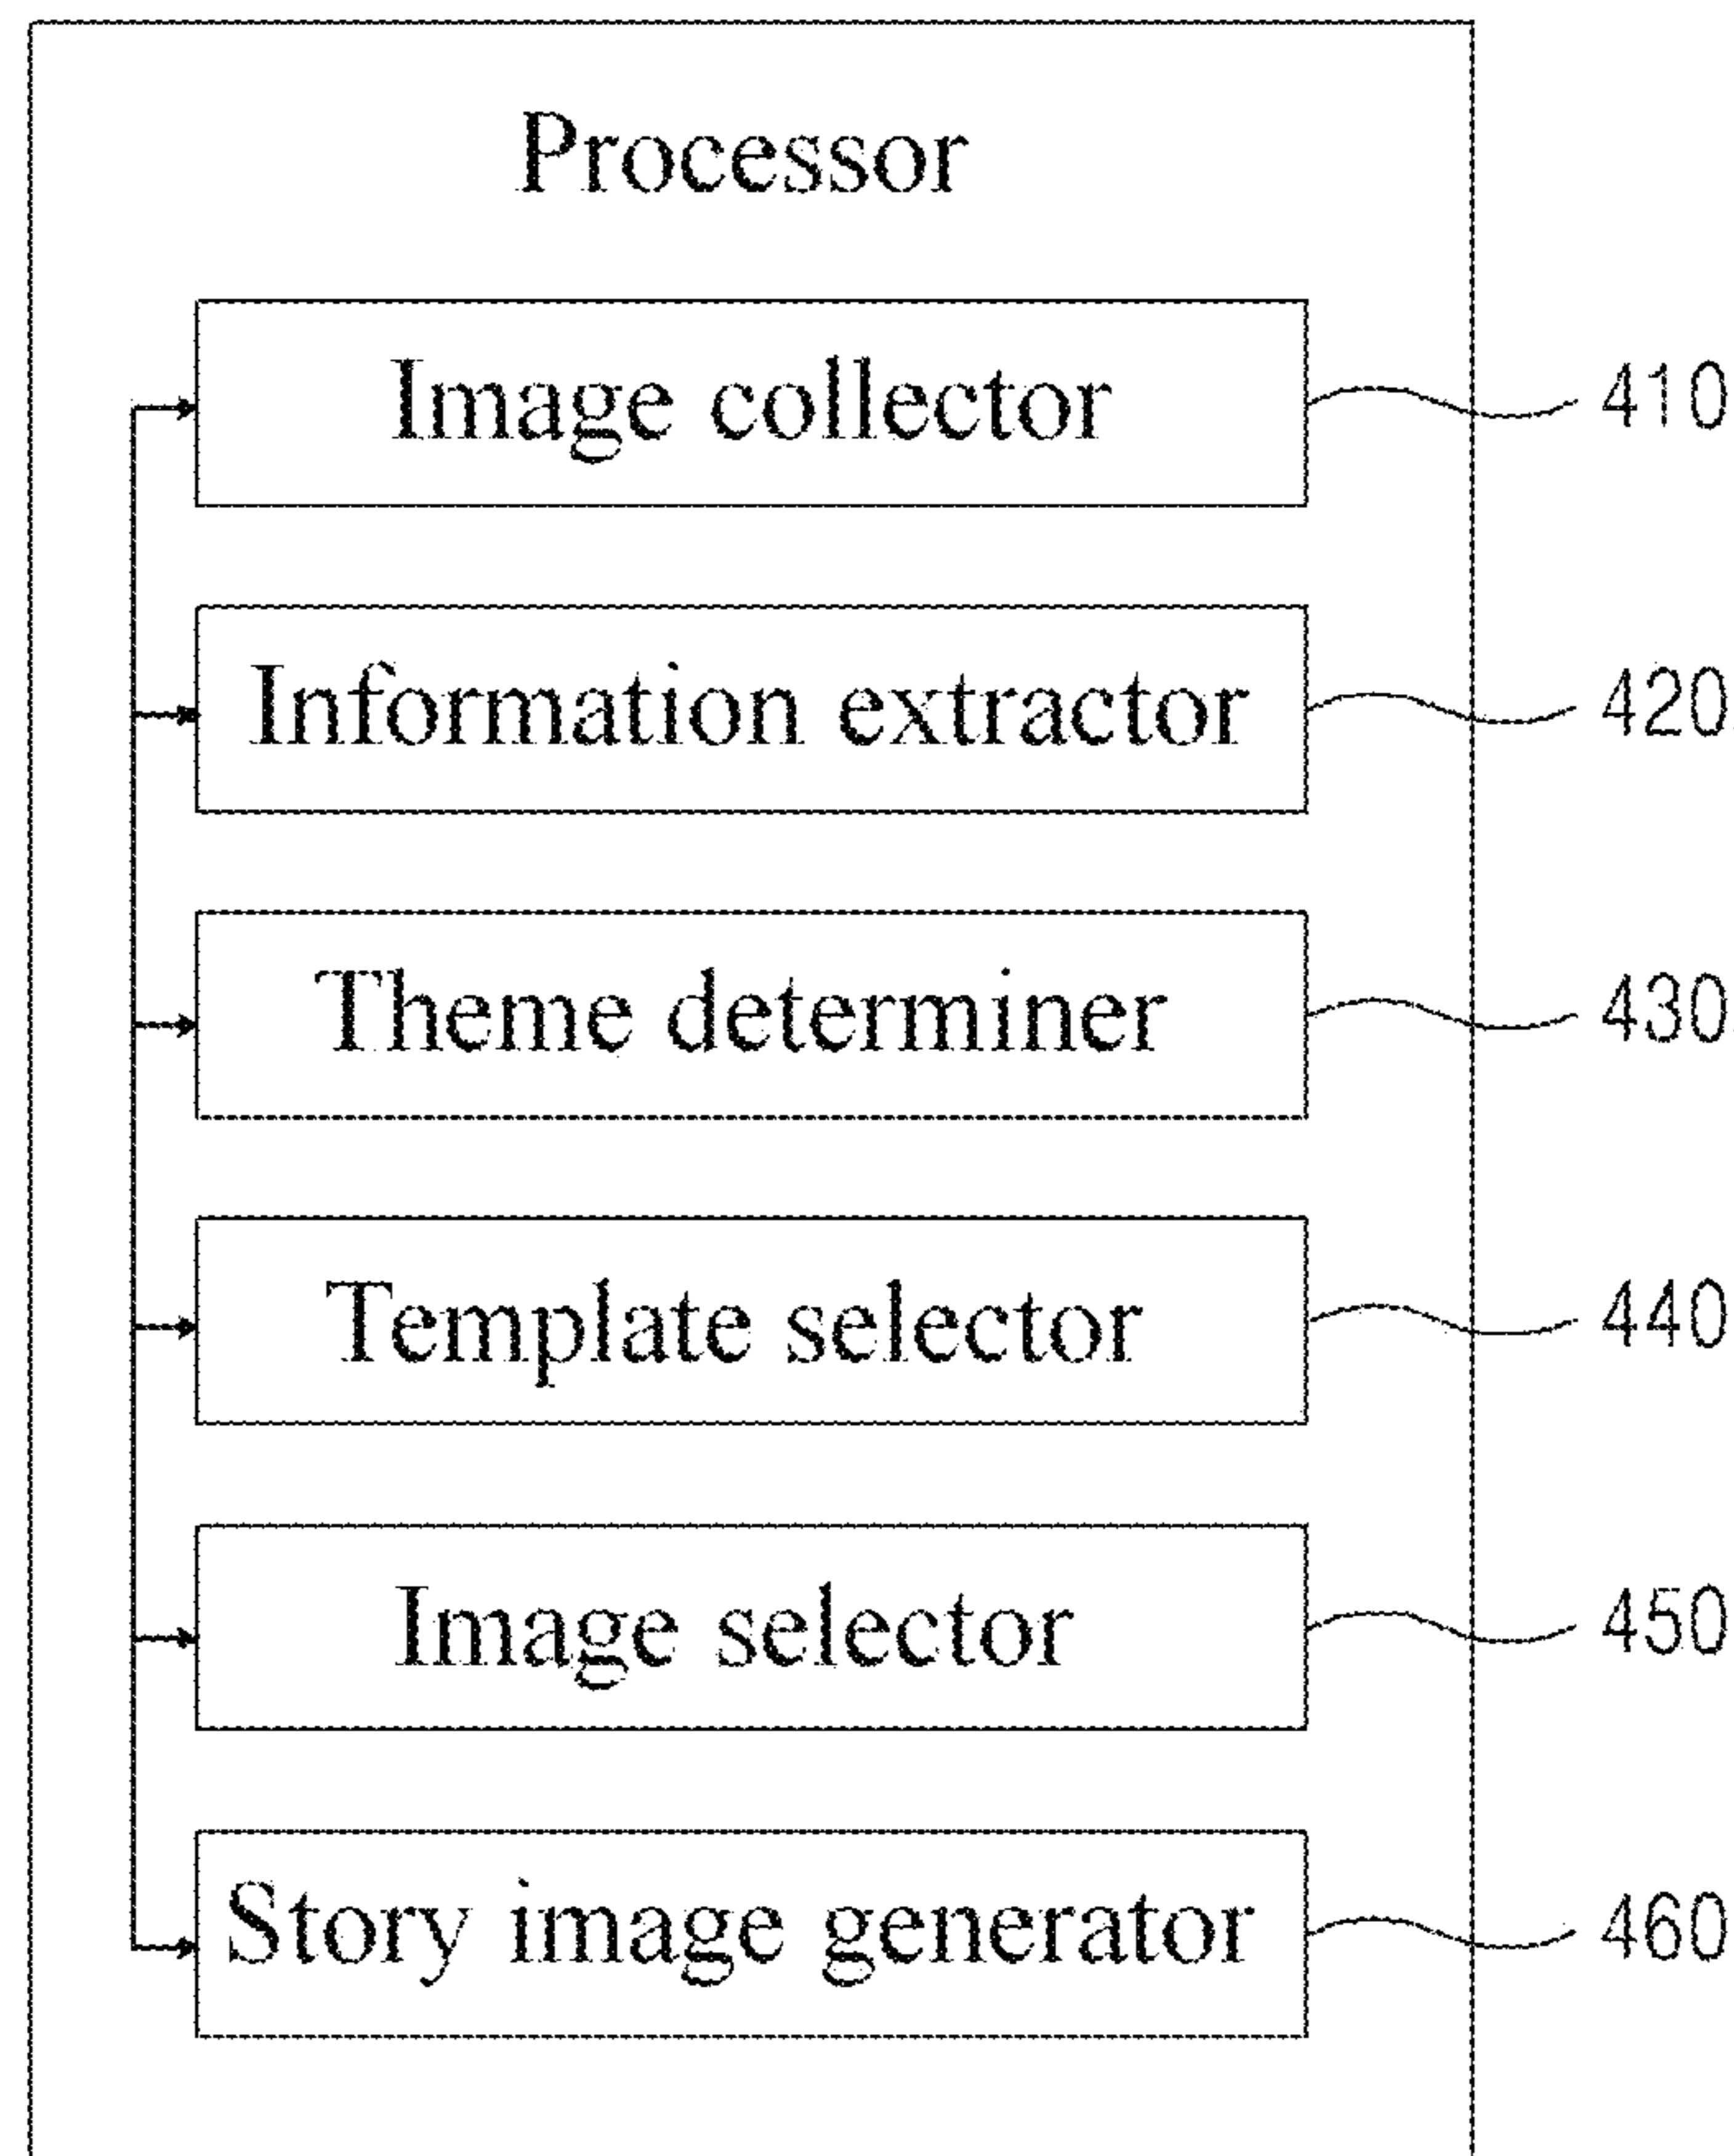 Processor
Image collector 410
Information extractor 420
Theme determiner 430
Template selector 440
Image selector 450
Story image generator 460